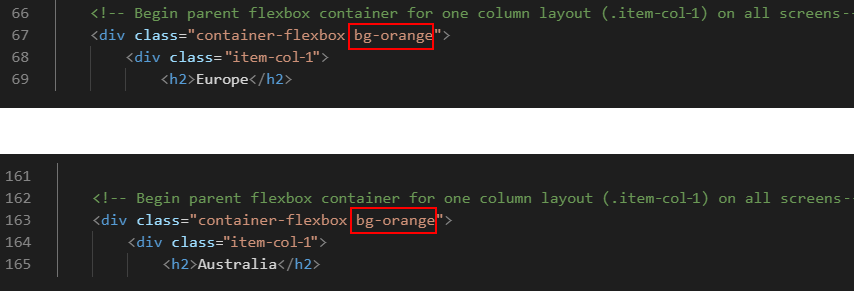 66 <!-- Begin parent flexbox container for one column layout (.item-col-1) on all screens--
67 <div class="container-flexbox bg-orange">
68 <div class="item-col-1">
69 <h2>Europe</h2>
161
162 <!-- Begin parent flexbox container for one column layout (.item-col-1) on all screens--
163 <div class="container-flexbox bg-orange">
164 <div class="item-col-1">
165 <h2>Australia</h2>